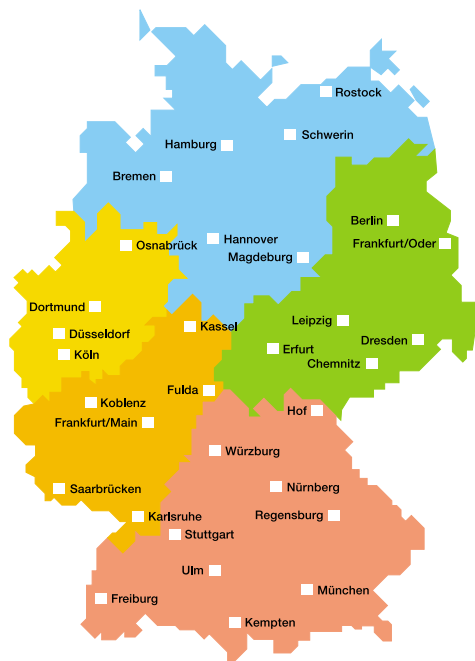 Rostock
Schwerin
Hamburg
Bremen
Berlin
Hannover
Frankfurt/Oder
Osnabrück
Magdeburg
Dortmund
Leipzig
Kassel
Düsseldorf
Dresden
Erfurt
Köln
Chemnitz
Fulda
Koblenz
Hof
Frankfurt/Main
Würzburg
Nürnberg
Saarbrücken
Regensburg
Karlsruhe
Stuttgart
Ulm
München
Freiburg
Kempten